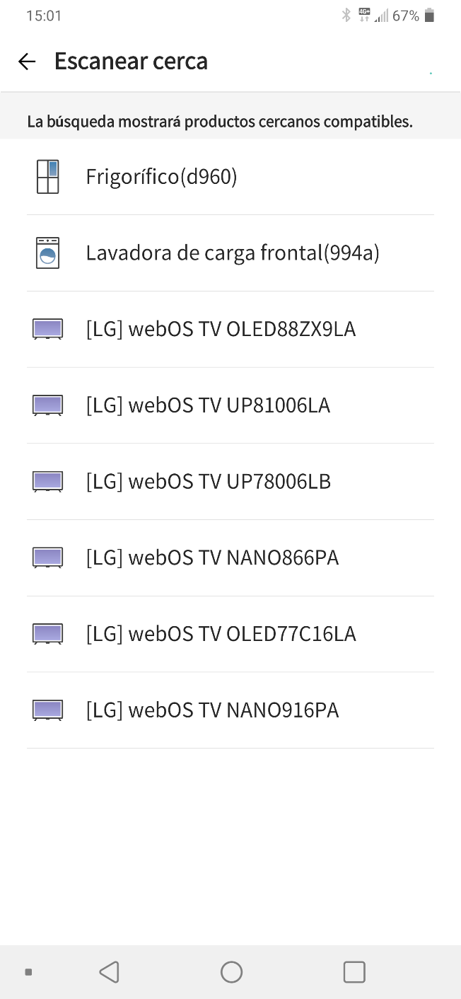 15:01
4G+
67%
Escanear cerca
La búsqueda mostrará productos cercanos compatibles.
Frigorífico(d960)
Lavadora de carga frontal(994a)
[LG] webOS TV OLED88ZX9LA
[LG] webOS TV UP81006LA
[LG] webOS TV UP78006LB
[LG] webOS TV NANO866PA
[LG] webOS TV OLED77C16LA
[LG] webOS TV NANO916PA